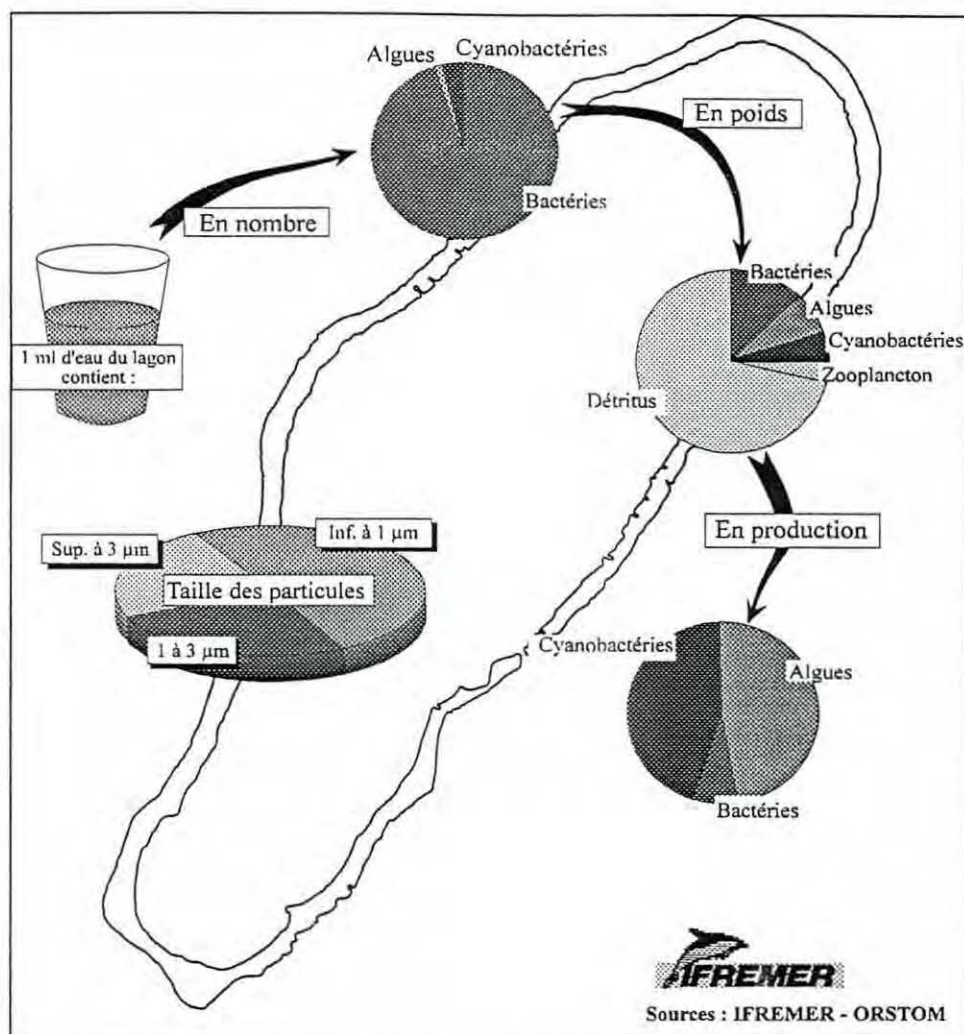 Algues
Cyanobactéries
En poids
Bactéries
En nombre
1 ml d'eau du lagon
contient :
Bactéries
Algues
Cyanobactéries
Zooplancton
Détritus
En production
Inf. à 1 µm
Sup. à 3 µm
Taille des particules
1 à 3 µm
Cyanobactéries
Algues
Bactéries
IFREMER
Sources : IFREMER - ORSTOM